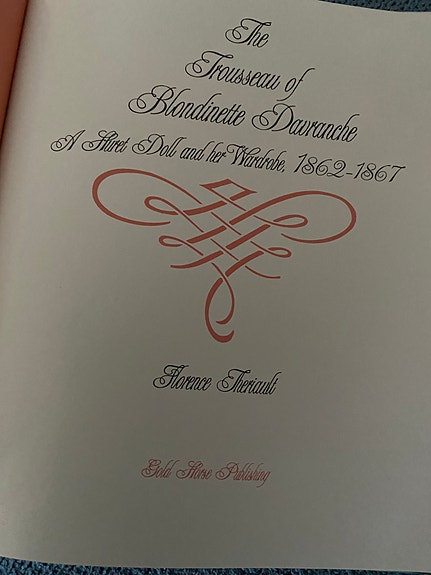 The
Trousseau of
Blondinette Davranche
A Huret Doll and her Wardrobe, 1862-1867
Florence Theriault
Gold Horse Publishing